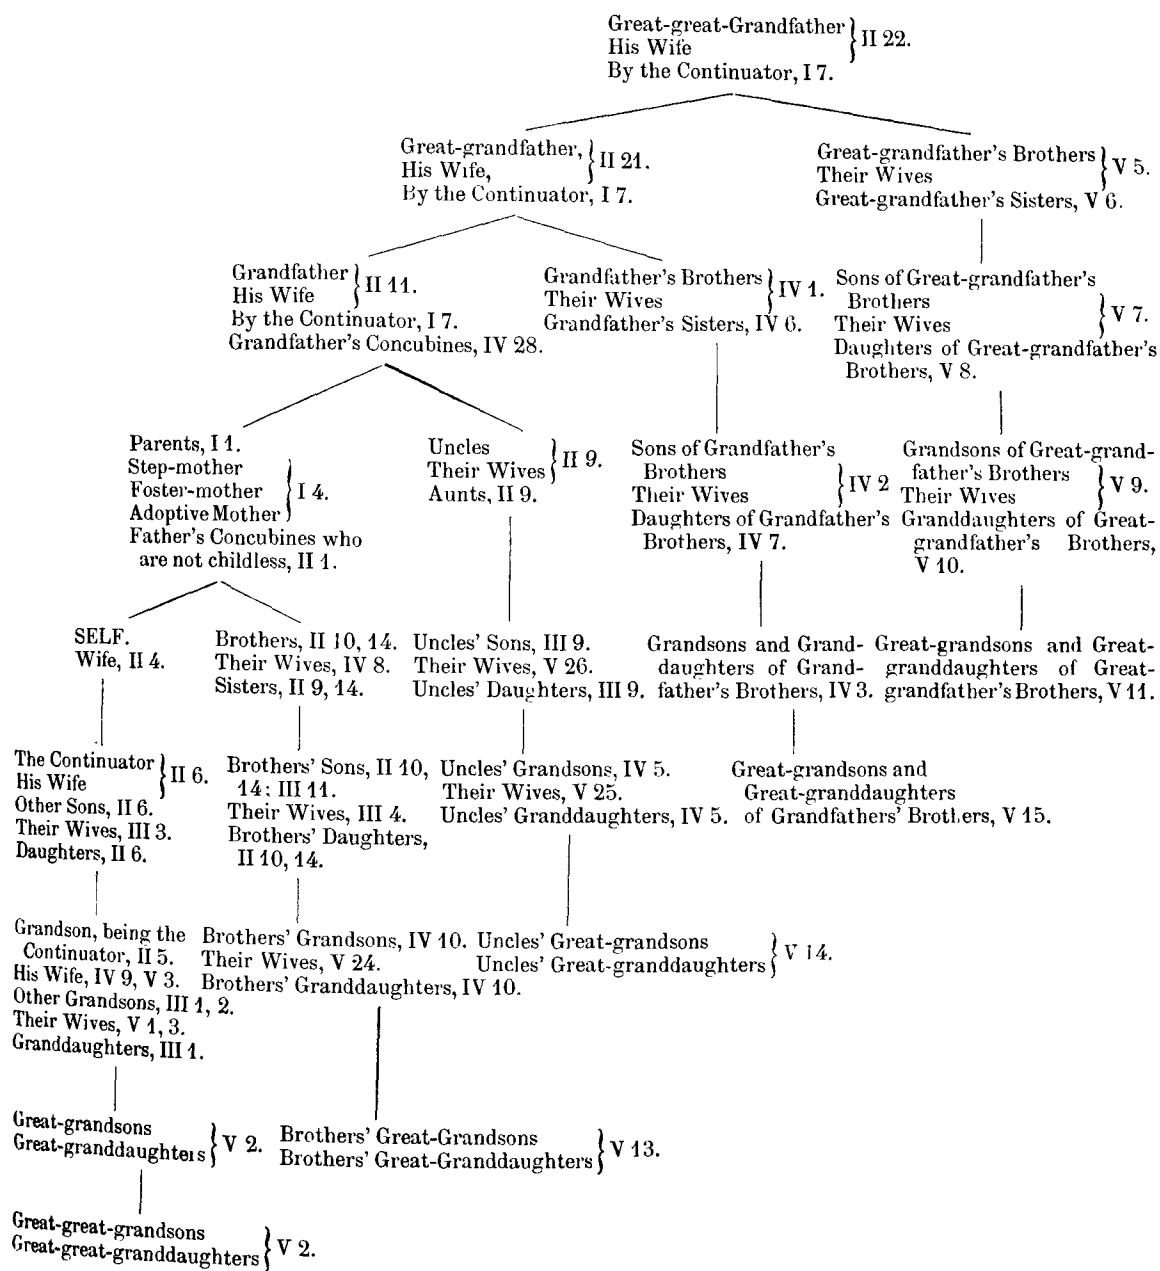 Great-great-Grandfather
His Wife
} II 22.
By the Continuator, I 7.
Great-grandfather,
His Wife,
} II 21.
By the Continuator, I 7.
Great-grandfather's Brothers
Their Wives
} V 5.
Great-grandfather's Sisters, V 6.
Grandfather
His Wife
} II 11.
By the Continuator, I 7.
Grandfather's Concubines, IV 28.
Grandfather's Brothers
Their Wives
} IV 1.
Grandfather's Sisters, IV 6.
Sons of Great-grandfather's
Brothers
Their Wives
} V 7.
Daughters of Great-grandfather's
Brothers, V 8.
Parents, I 1.
Step-mother
Foster-mother
Adoptive Mother
} I 4.
Father's Concubines who
are not childless, II 1.
Uncles
Their Wives
} II 9.
Aunts, II 9.
Sons of Grandfather's
Brothers
Their Wives
} IV 2
Daughters of Grandfather's
Brothers, IV 7.
Grandsons of Great-grand-
father's Brothers
Their Wives
} V 9.
Granddaughters of Great-
grandfather's Brothers,
V 10.
SELF.
Wife, II 4.
Brothers, II 10, 14.
Their Wives, IV 8.
Sisters, II 9, 14.
Uncles' Sons, III 9.
Their Wives, V 26.
Uncles' Daughters, III 9.
Grandsons and Grand-
daughters of Grand-
father's Brothers, IV 3.
Great-grandsons and Great-
granddaughters of Great-
grandfather's Brothers, V 11.
The Continuator
His Wife
} II 6.
Other Sons, II 6.
Their Wives, III 3.
Daughters, II 6.
Brothers' Sons, II 10,
14; III 11.
Their Wives, III 4.
Brothers' Daughters,
II 10, 14.
Uncles' Grandsons, IV 5.
Their Wives, V 25.
Uncles' Granddaughters, IV 5.
Great-grandsons and
Great-granddaughters
of Grandfathers' Brothers, V 15.
Grandson, being the
Continuator, II 5.
His Wife, IV 9, V 3.
Other Grandsons, III 1, 2.
Their Wives, V 1, 3.
Granddaughters, III 1.
Brothers' Grandsons, IV 10.
Their Wives, V 24.
Brothers' Granddaughters, IV 10.
Uncles' Great-grandsons
Uncles' Great-granddaughters
} V 14.
Great-grandsons
Great-granddaughters
} V 2.
Brothers' Great-Grandsons
Brothers' Great-Granddaughters
} V 13.
Great-great-grandsons
Great-great-granddaughters
} V 2.